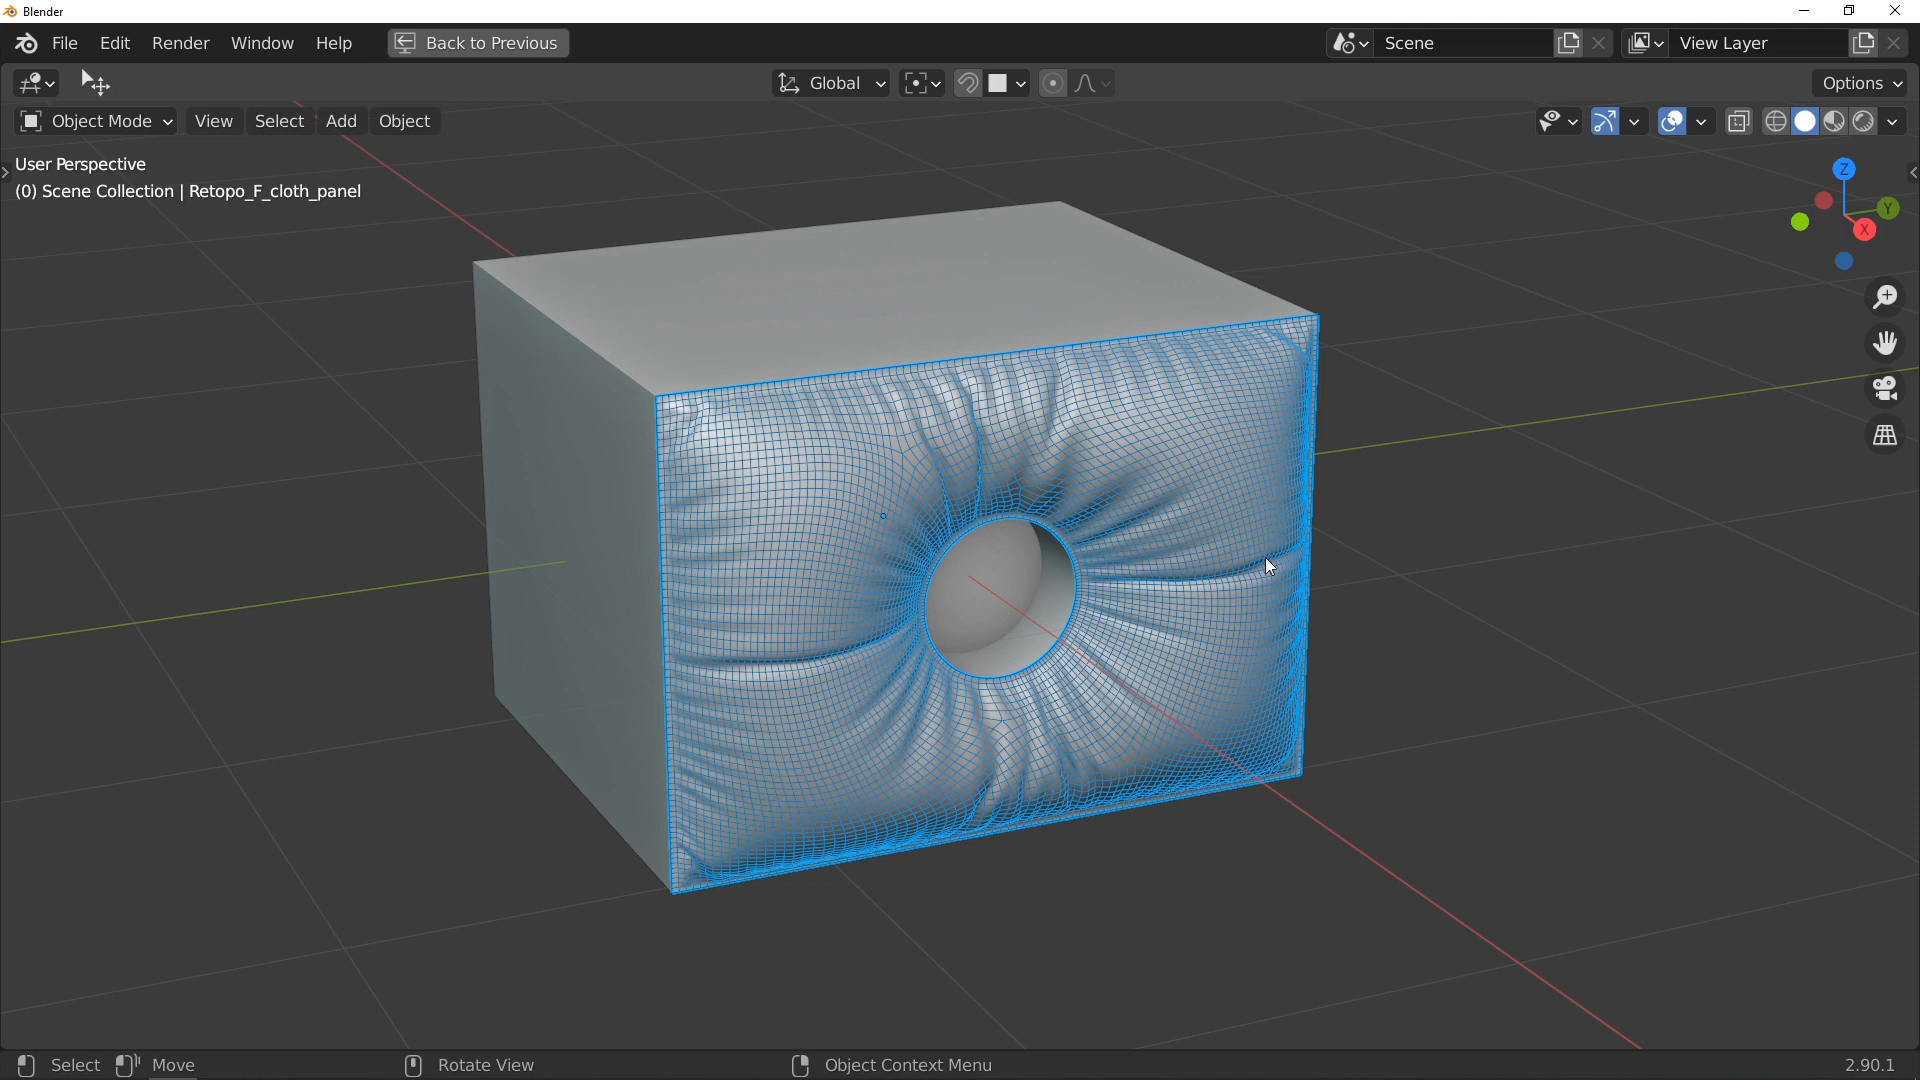 Blender
File Edit Render Window Help Back to Previous Scene View Layer
Global Options
Object Mode View Select Add Object
User Perspective
(0) Scene Collection | Retopo_F_cloth_panel
Z
Y
X
Select Move Rotate View Object Context Menu 2.90.1